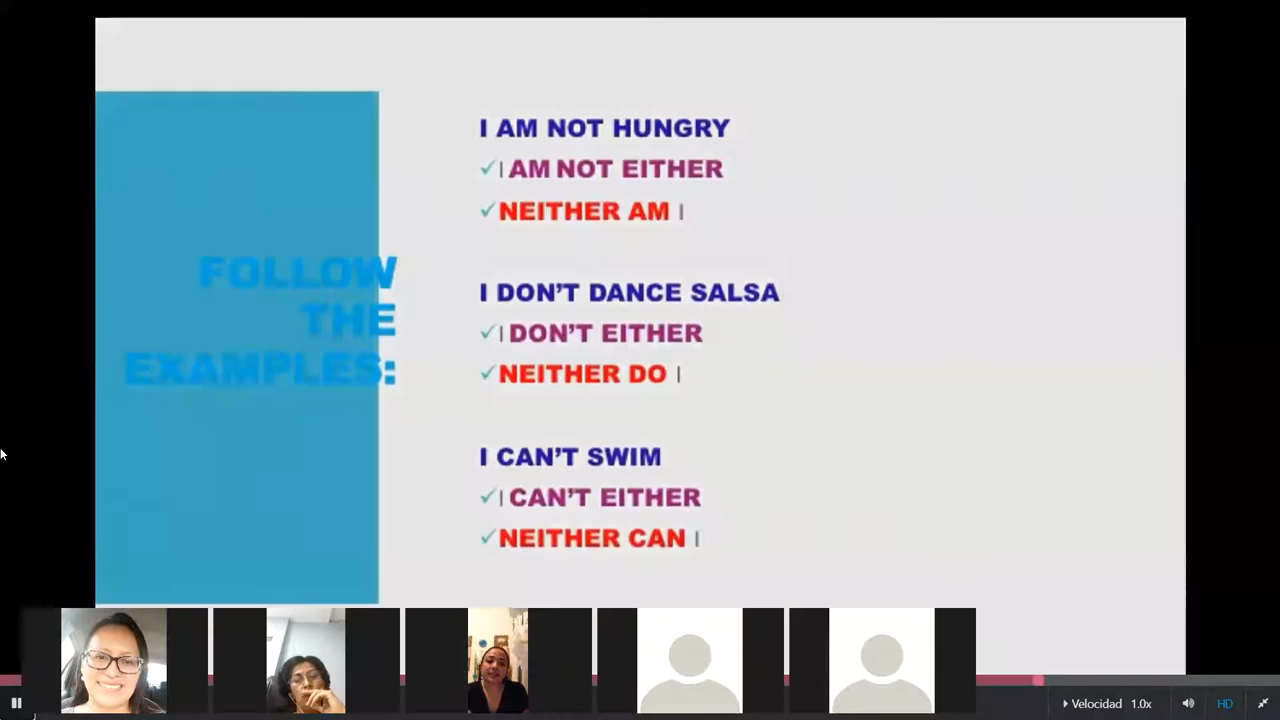 FOLLOW
THE
EXAMPLES:
I AM NOT HUNGRY
I AM NOT EITHER
NEITHER AM I
I DON'T DANCE SALSA
I DON'T EITHER
NEITHER DO I
I CAN'T SWIM
I CAN'T EITHER
NEITHER CAN I
Velocidad 1.0x HD